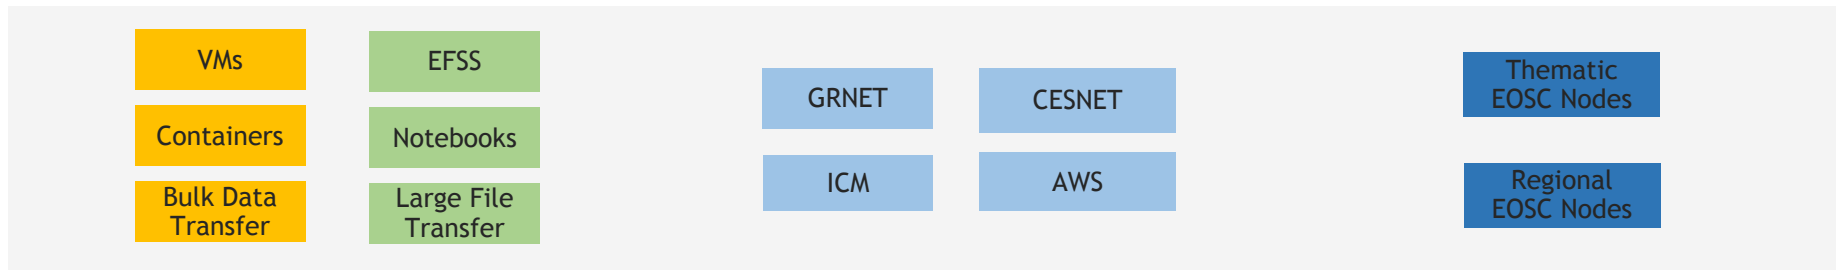 VMs
Containers
Bulk Data
Transfer
EFSS
Notebooks
Large File
Transfer
GRNET
CESNET
ICM
AWS
Thematic
EOSC Nodes
Regional
EOSC Nodes